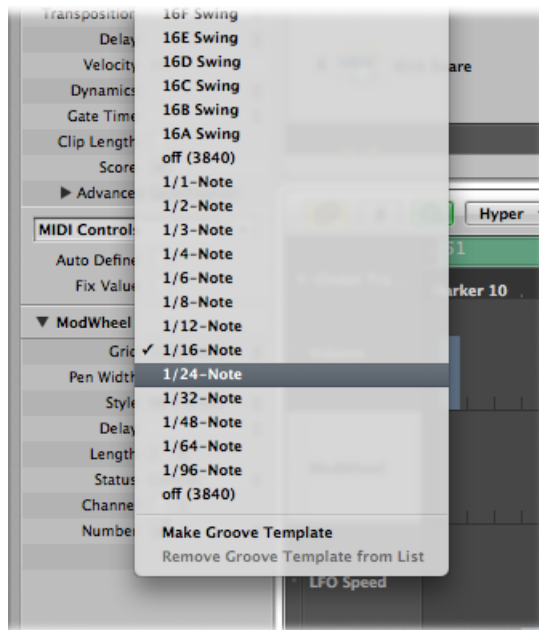 Transposition 16F Swing
Delay 16E Swing
Velocity 16D Swing
are
Dynamics 16C Swing
Gate Time 16B Swing
Clip Length 16A Swing
Score off (3840)
▶ Advance 1/1-Note
1/2-Note
Hyper
MIDI Controls 1/3-Note
51
Auto Define 1/4-Note
Fix Value 1/6-Note
arker 10
1/8-Note
▼ ModWheel 1/12-Note
Grid ✓ 1/16-Note
Pen Width 1/24-Note
Style 1/32-Note
Delay 1/48-Note
Length 1/64-Note
Status 1/96-Note
Channe off (3840)
Number Make Groove Template
Remove Groove Template from List
LFO Speed